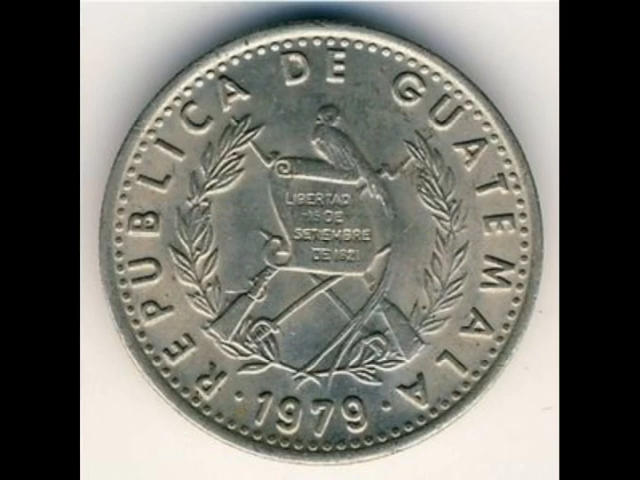 REPUBLICA DE GUATEMALA
LIBERTAD
15 DE
SETIEMBRE
DE 1821
· 1979 ·